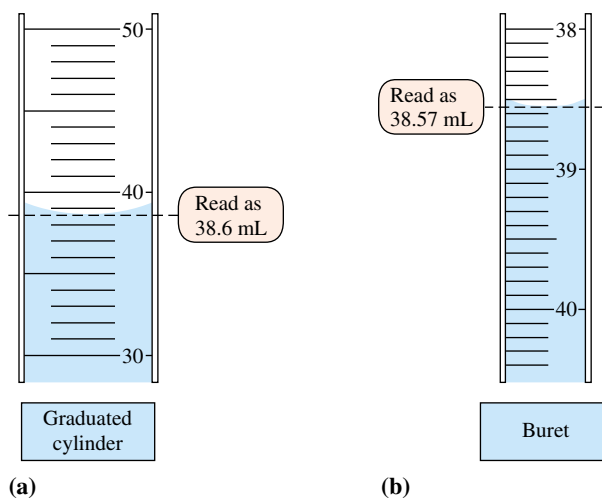 50
40
Read as
38.6 mL
30
Graduated
cylinder
(a)
38
Read as
38.57 mL
39
40
Buret
(b)